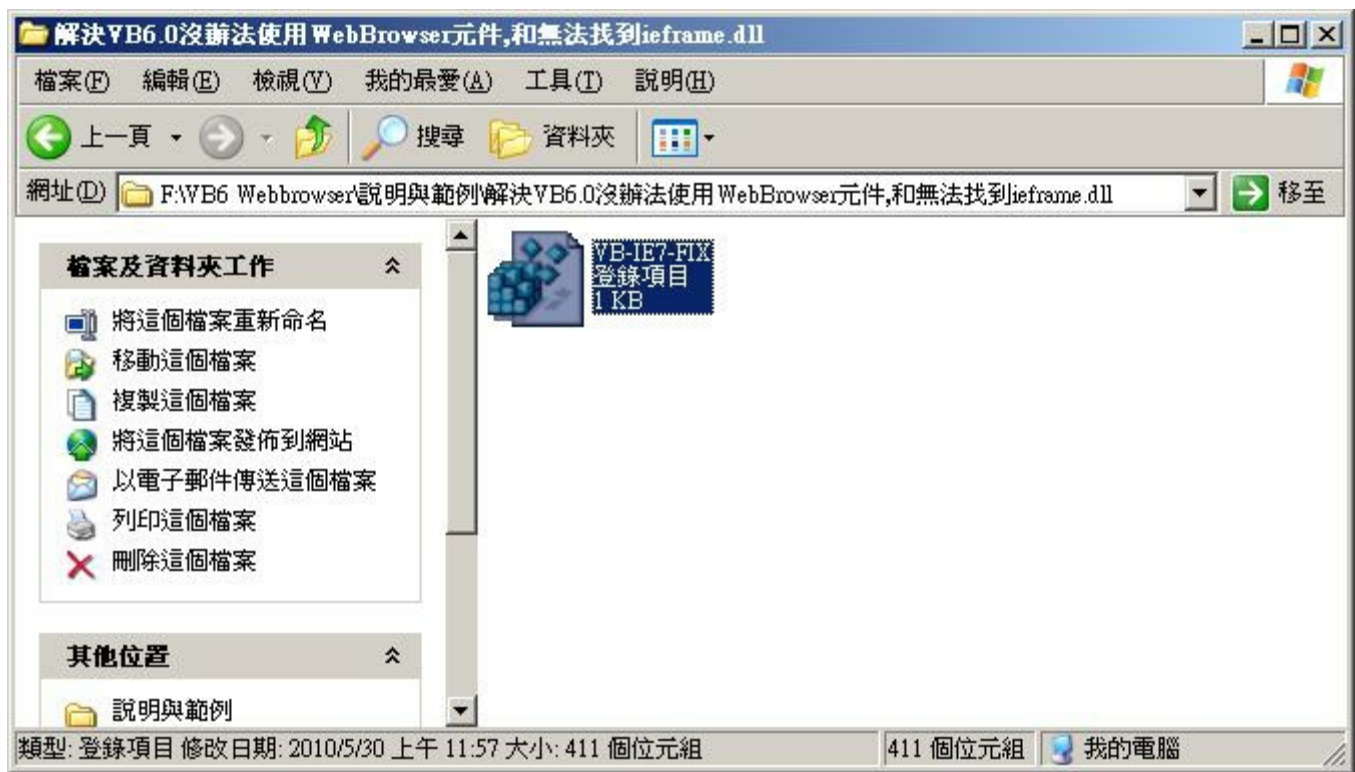 解決VB6.0沒辦法使用WebBrowser元件,和無法找到ieframe.dll
檔案(F) 編輯(E) 檢視(V) 我的最愛(A) 工具(T) 說明(H)
上一頁 搜尋 資料夾
網址(D) F:\VB6 Webbrowser\說明與範例\解決VB6.0沒辦法使用WebBrowser元件,和無法找到ieframe.dll 移至
檔案及資料夾工作
將這個檔案重新命名
移動這個檔案
複製這個檔案
將這個檔案發佈到網站
以電子郵件傳送這個檔案
列印這個檔案
刪除這個檔案
其他位置
說明與範例
VB-IE7-FIX
登錄項目
1 KB
類型: 登錄項目 修改日期: 2010/5/30 上午 11:57 大小: 411 個位元組 411 個位元組 我的電腦